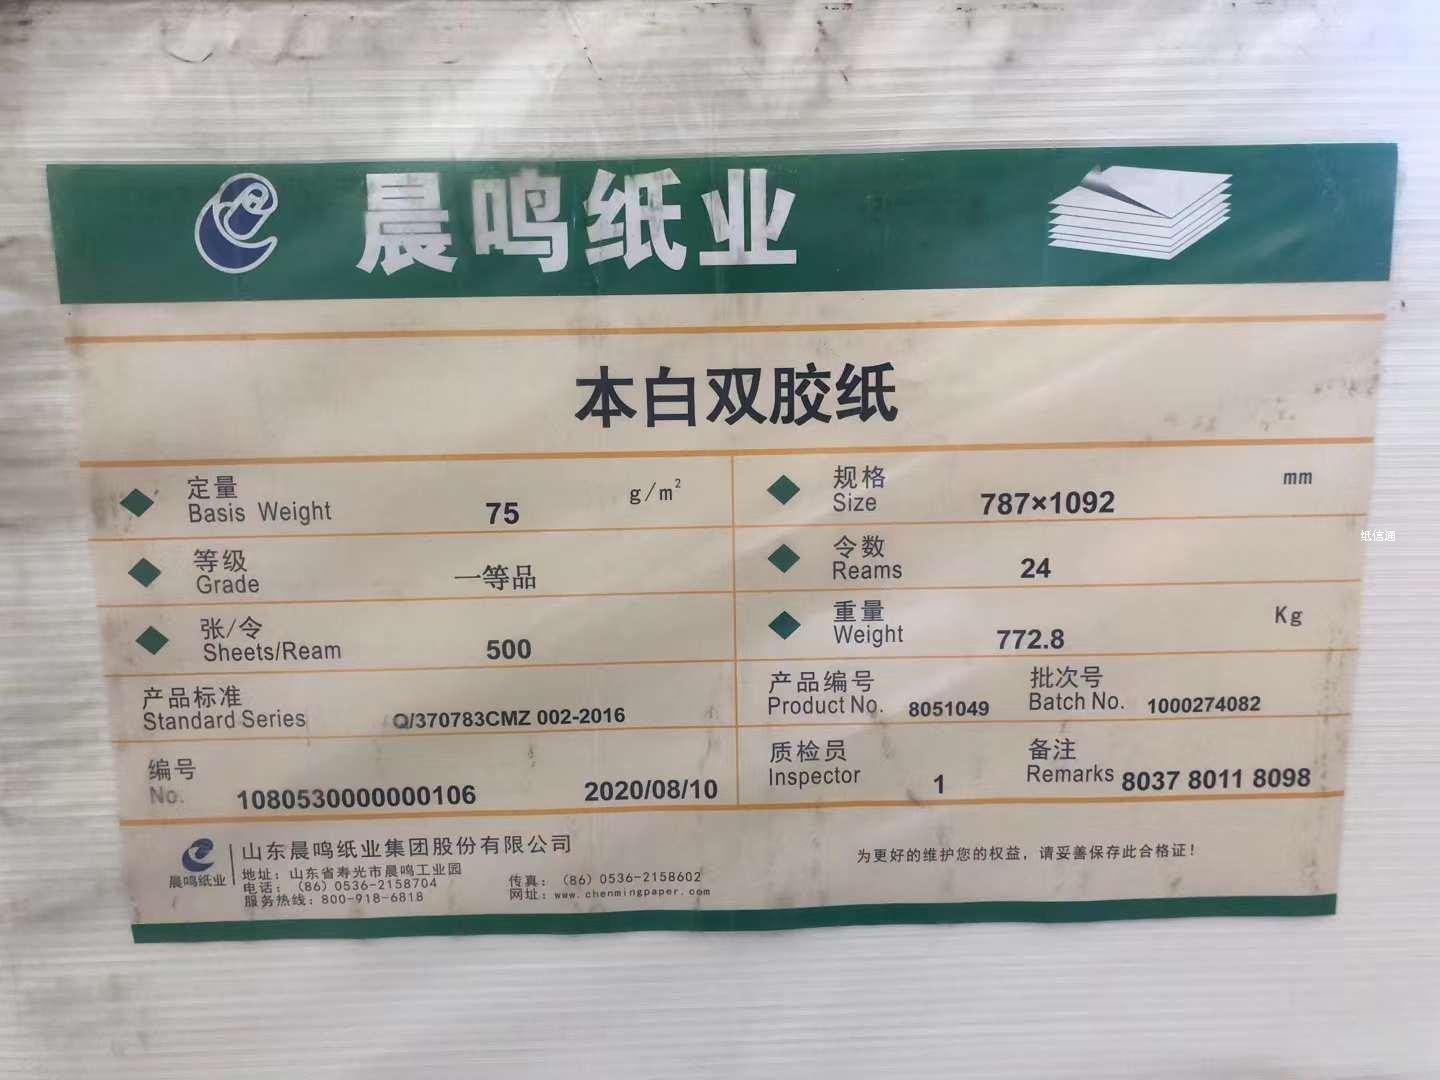 晨鸣纸业
本白双胶纸
定量
Basis Weight 75 g/m²
规格
Size 787×1092 mm
等级
Grade 一等品
令数
Reams 24
张/令
Sheets/Ream 500
重量
Weight 772.8 Kg
产品标准
Standard Series Q/370783CMZ 002-2016
产品编号
Product No. 8051049
批次号
Batch No. 1000274082
编号
No. 1080530000000106 2020/08/10
质检员
Inspector 1
备注
Remarks 8037 8011 8098
晨鸣纸业
山东晨鸣纸业集团股份有限公司
地址：山东省寿光市晨鸣工业园
电话：(86) 0536-2158704
传真：(86) 0536-2158602
服务热线：800-918-6818
网址：www.chenmingpaper.com
为更好的维护您的权益，请妥善保存此合格证！
纸信通